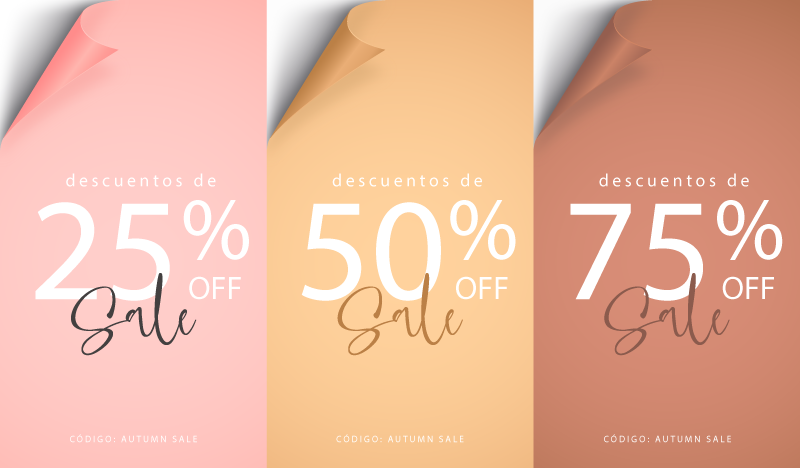 descuentos de
25%
OFF
Sale
CÓDIGO: AUTUMN SALE
descuentos de
50%
OFF
Sale
CÓDIGO: AUTUMN SALE
descuentos de
75%
OFF
Sale
CÓDIGO: AUTUMN SALE